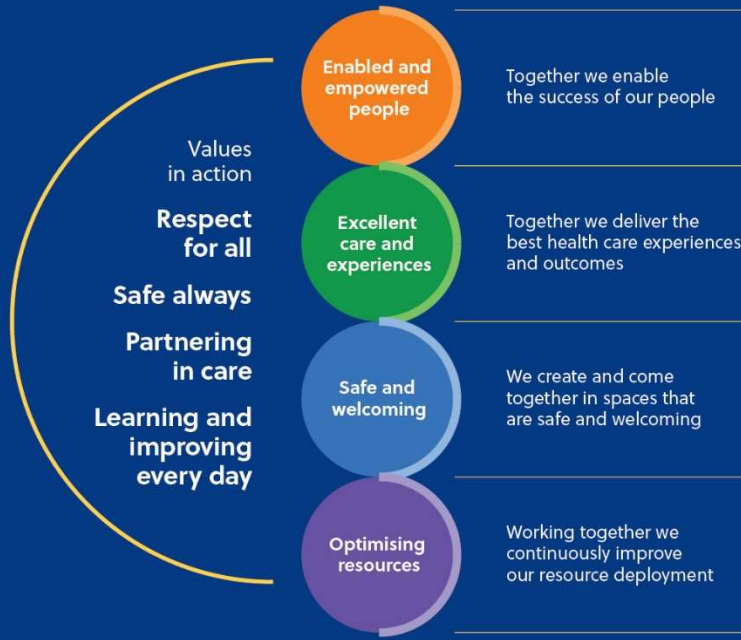 Values
in action
Respect
for all
Safe always
Partnering
in care
Learning and
improving
every day
Enabled and
empowered
people
Together we enable
the success of our people
Excellent
care and
experiences
Together we deliver the
best health care experiences
and outcomes
Safe and
welcoming
We create and come
together in spaces that
are safe and welcoming
Optimising
resources
Working together we
continuously improve
our resource deployment